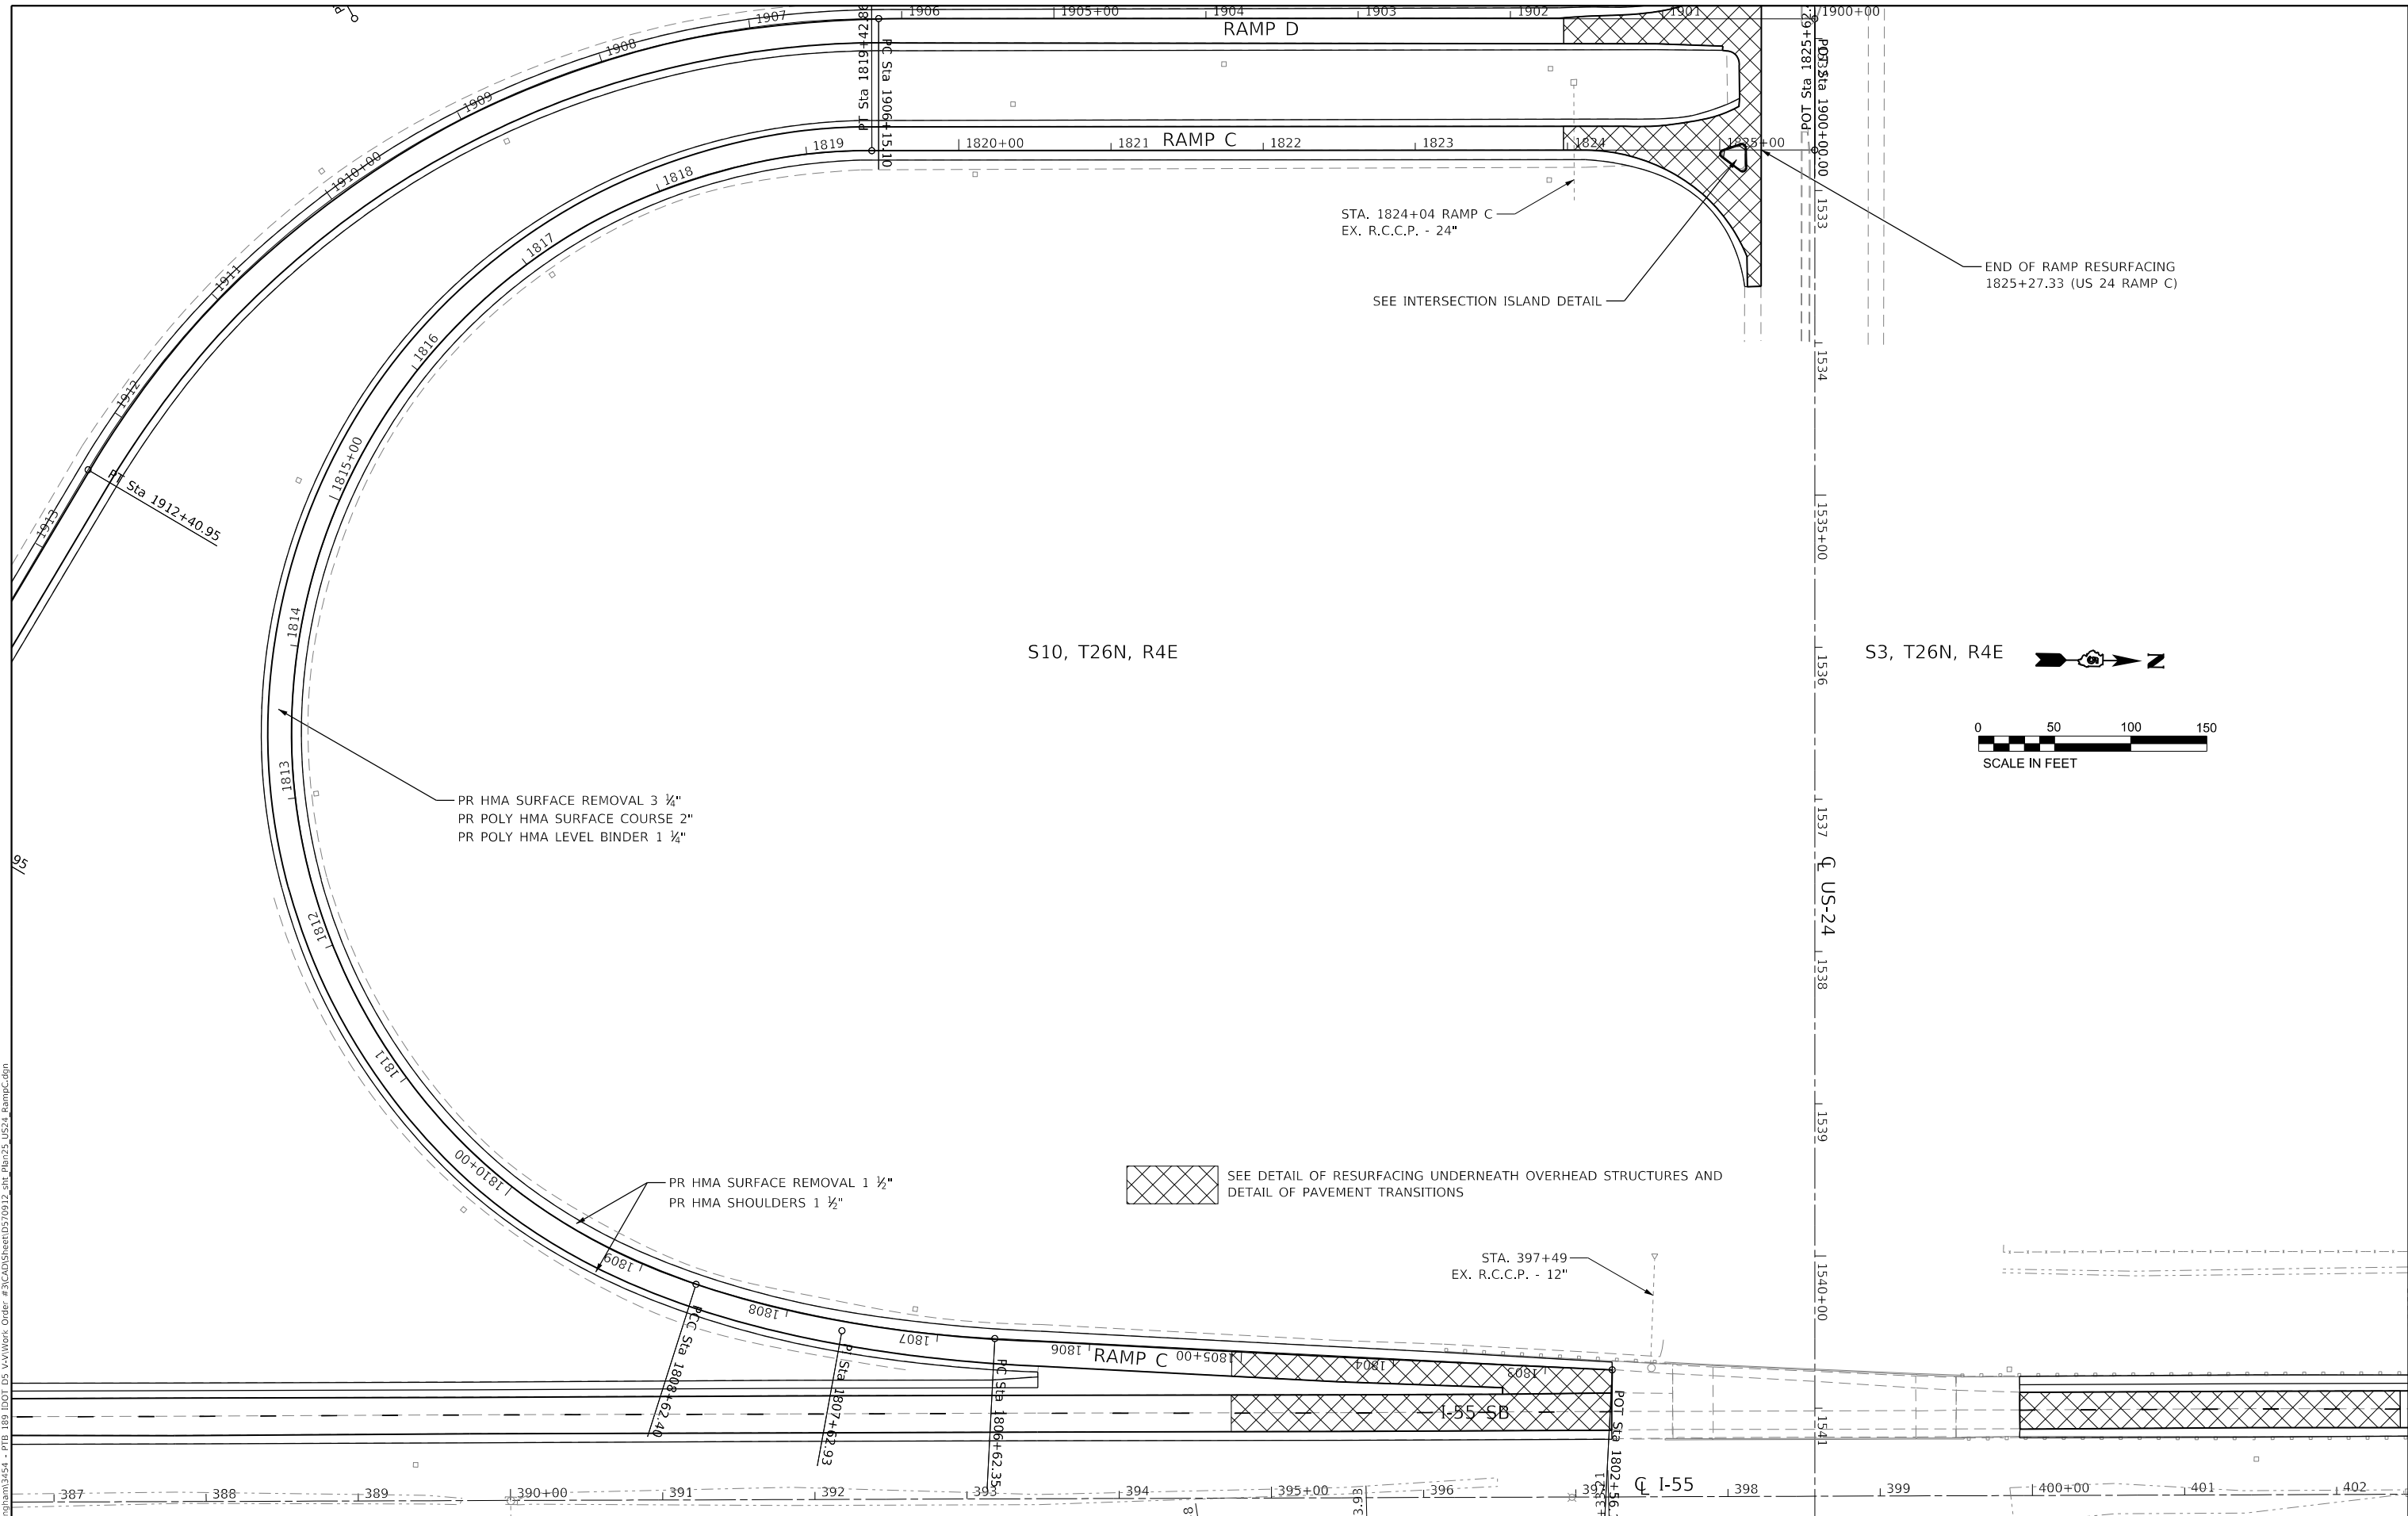 1907
1906
1905+00
1904
1903
1902
1901
1900+00
RAMP D
1908
1909
1910+00
1911
1912
1913
PT Sta 1912+40.95
PT Sta 1819+42.86
PC Sta 1906+15.10
POT Sta 1825+62.
POT Sta 1900+00.00
1819
1820+00
1821
RAMP C
1822
1823
1824
1825+00
1818
1817
1816
1815+00
1814
1813
1812
1811
1810+00
1809
1808
1807
1806
1805+00
1804
1803
STA. 1824+04 RAMP C
EX. R.C.C.P. - 24"
SEE INTERSECTION ISLAND DETAIL
END OF RAMP RESURFACING
1825+27.33 (US 24 RAMP C)
1533
1534
1535+00
1536
1537
℄ US-24
1538
1539
1540+00
1541
S10, T26N, R4E
S3, T26N, R4E
5
N
0 50 100 150
SCALE IN FEET
PR HMA SURFACE REMOVAL 3 ¼"
PR POLY HMA SURFACE COURSE 2"
PR POLY HMA LEVEL BINDER 1 ¼"
95
PR HMA SURFACE REMOVAL 1 ½"
PR HMA SHOULDERS 1 ½"
SEE DETAIL OF RESURFACING UNDERNEATH OVERHEAD STRUCTURES AND
DETAIL OF PAVEMENT TRANSITIONS
STA. 397+49
EX. R.C.C.P. - 12"
RAMP C
PCC Sta 1808+62.40
PI Sta 1807+62.93
PC Sta 1806+62.35
POT Sta 1802+56.
I-55 SB
387
388
389
390+00
391
392
393
394
395+00
396
397
℄ I-55
398
399
400+00
401
402